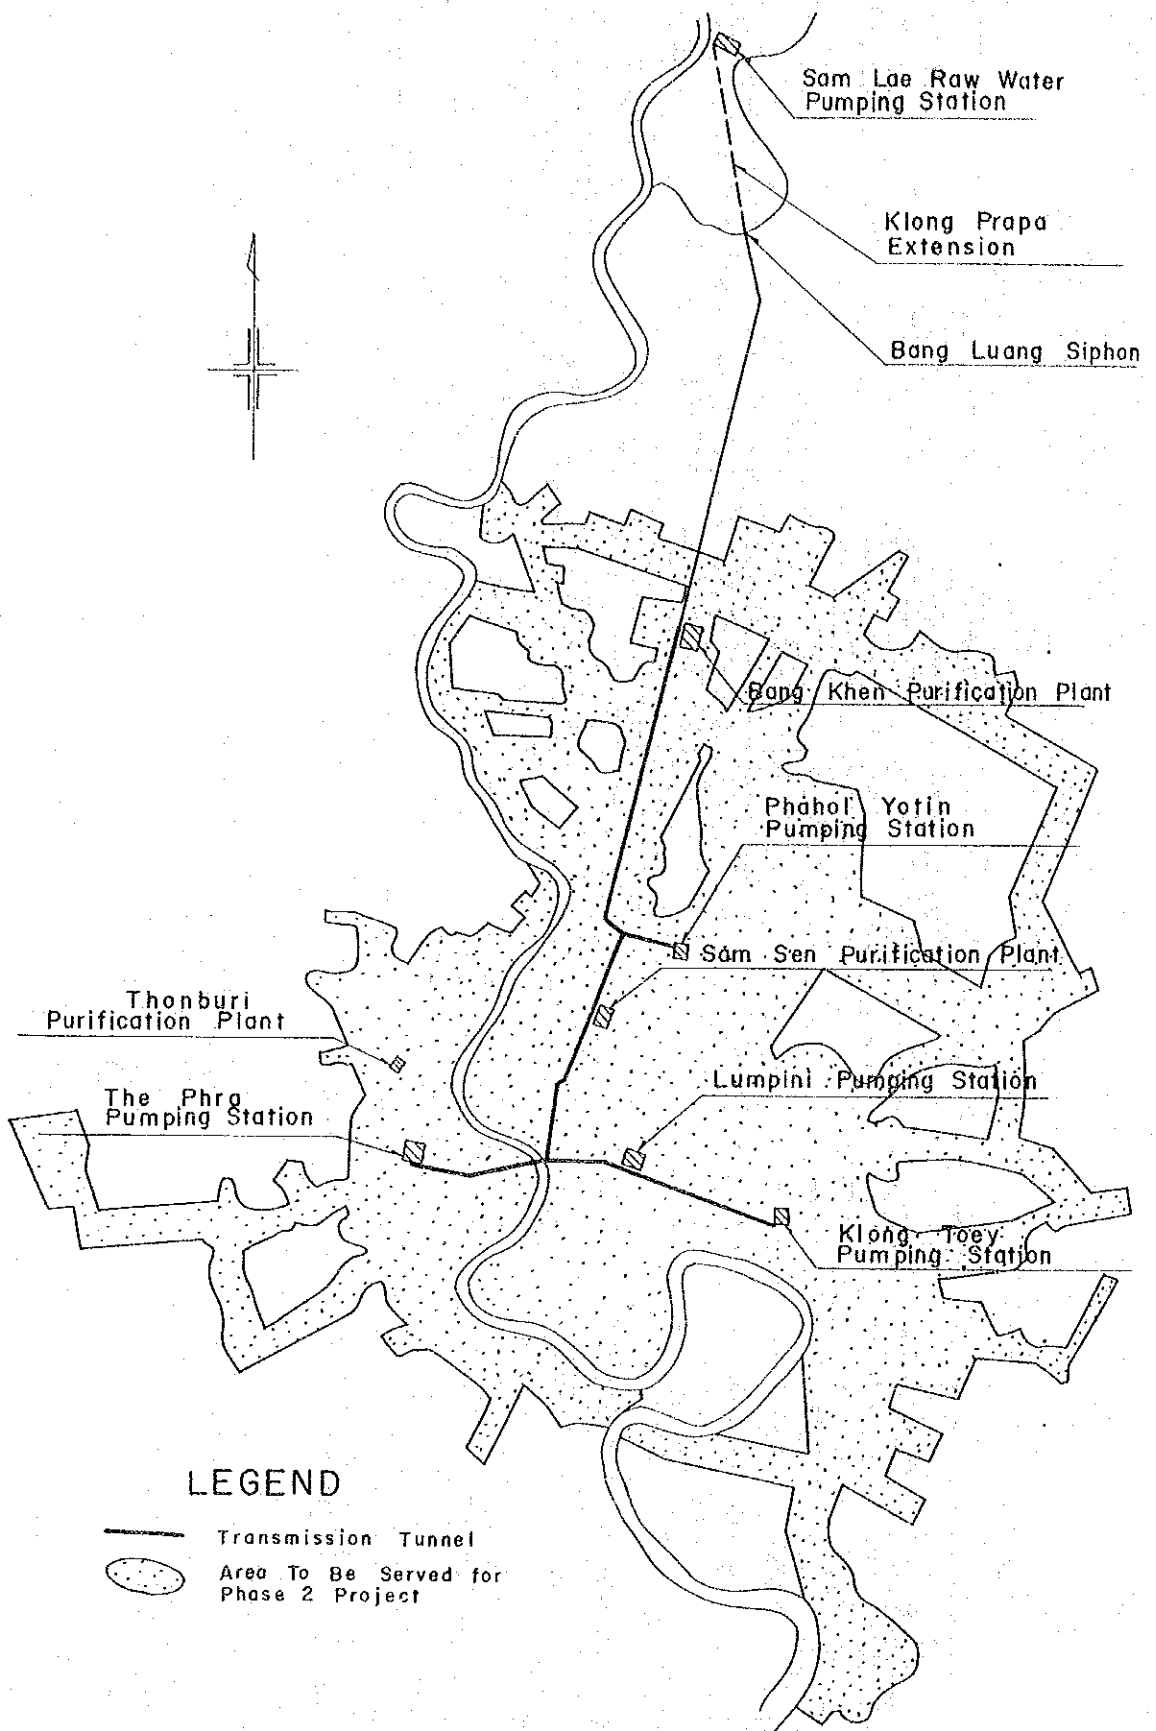 Sam Lae Raw Water
Pumping Station
Klong Prapa
Extension
Bang Luang Siphon
Bang Khen Purification Plant
Phahol Yotin
Pumping Station
Sam Sen Purification Plant
Thonburi
Purification Plant
Lumpini Pumping Station
The Phra
Pumping Station
Klong Toey
Pumping Station
LEGEND
Transmission Tunnel
Area To Be Served for
Phase 2 Project